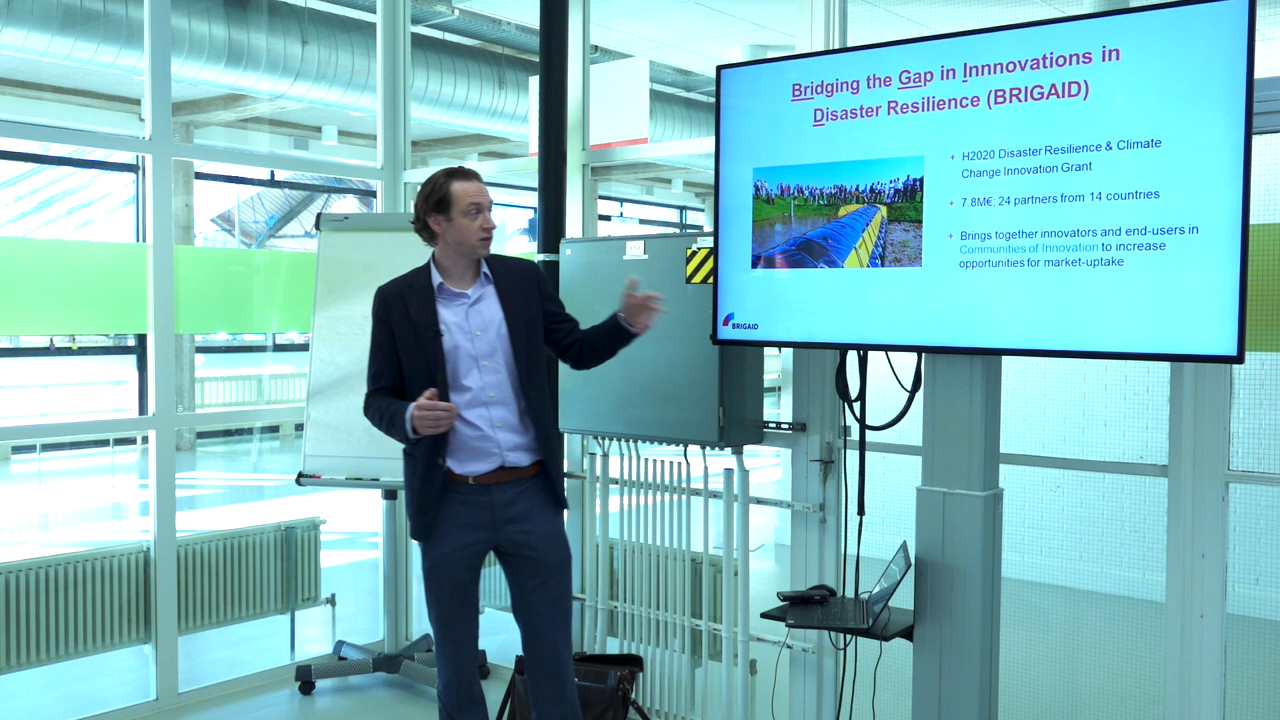 Bridging the Gap in Innnovations in
Disaster Resilience (BRIGAID)
+ H2020 Disaster Resilience & Climate
Change Innovation Grant
+ 7.8M€; 24 partners from 14 countries
+ Brings together innovators and end-users in
Communities of Innovation to increase
opportunities for market-uptake
BRIGAID